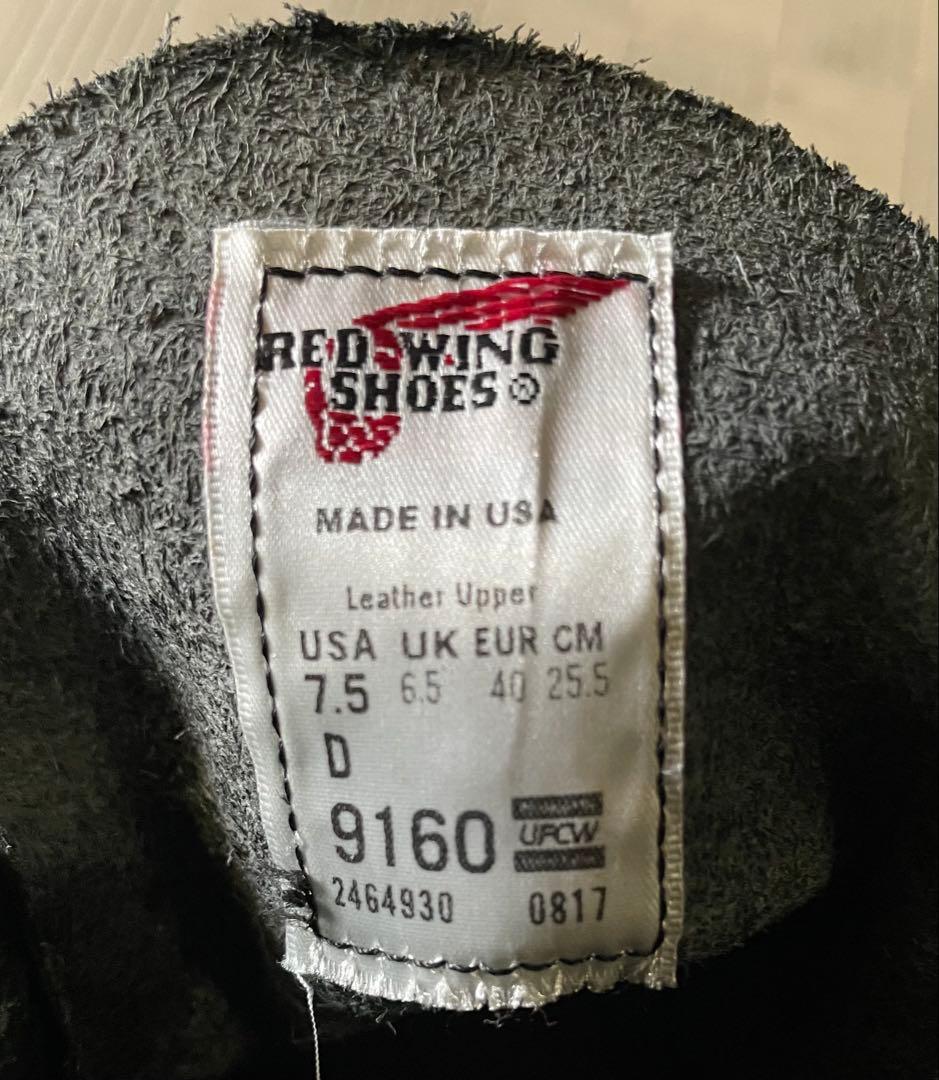 RED WING
SHOES®
MADE IN USA
Leather Upper
USA UK EUR CM
7.5 6.5 40 25.5
D
9160 UFCW
2464930 0817